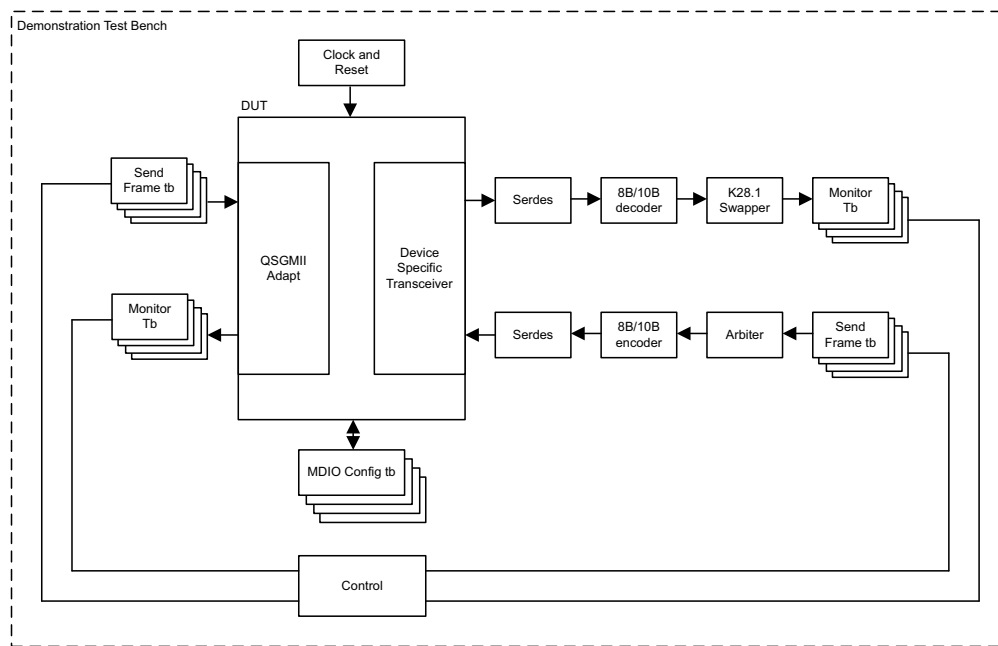 Demonstration Test Bench
Clock and
Reset
DUT
Send
Frame tb
QSGMII
Adapt
Device
Specific
Transceiver
Serdes
8B/10B
decoder
K28.1
Swapper
Monitor
Tb
Monitor
Tb
Serdes
8B/10B
encoder
Arbiter
Send
Frame tb
MDIO Config tb
Control